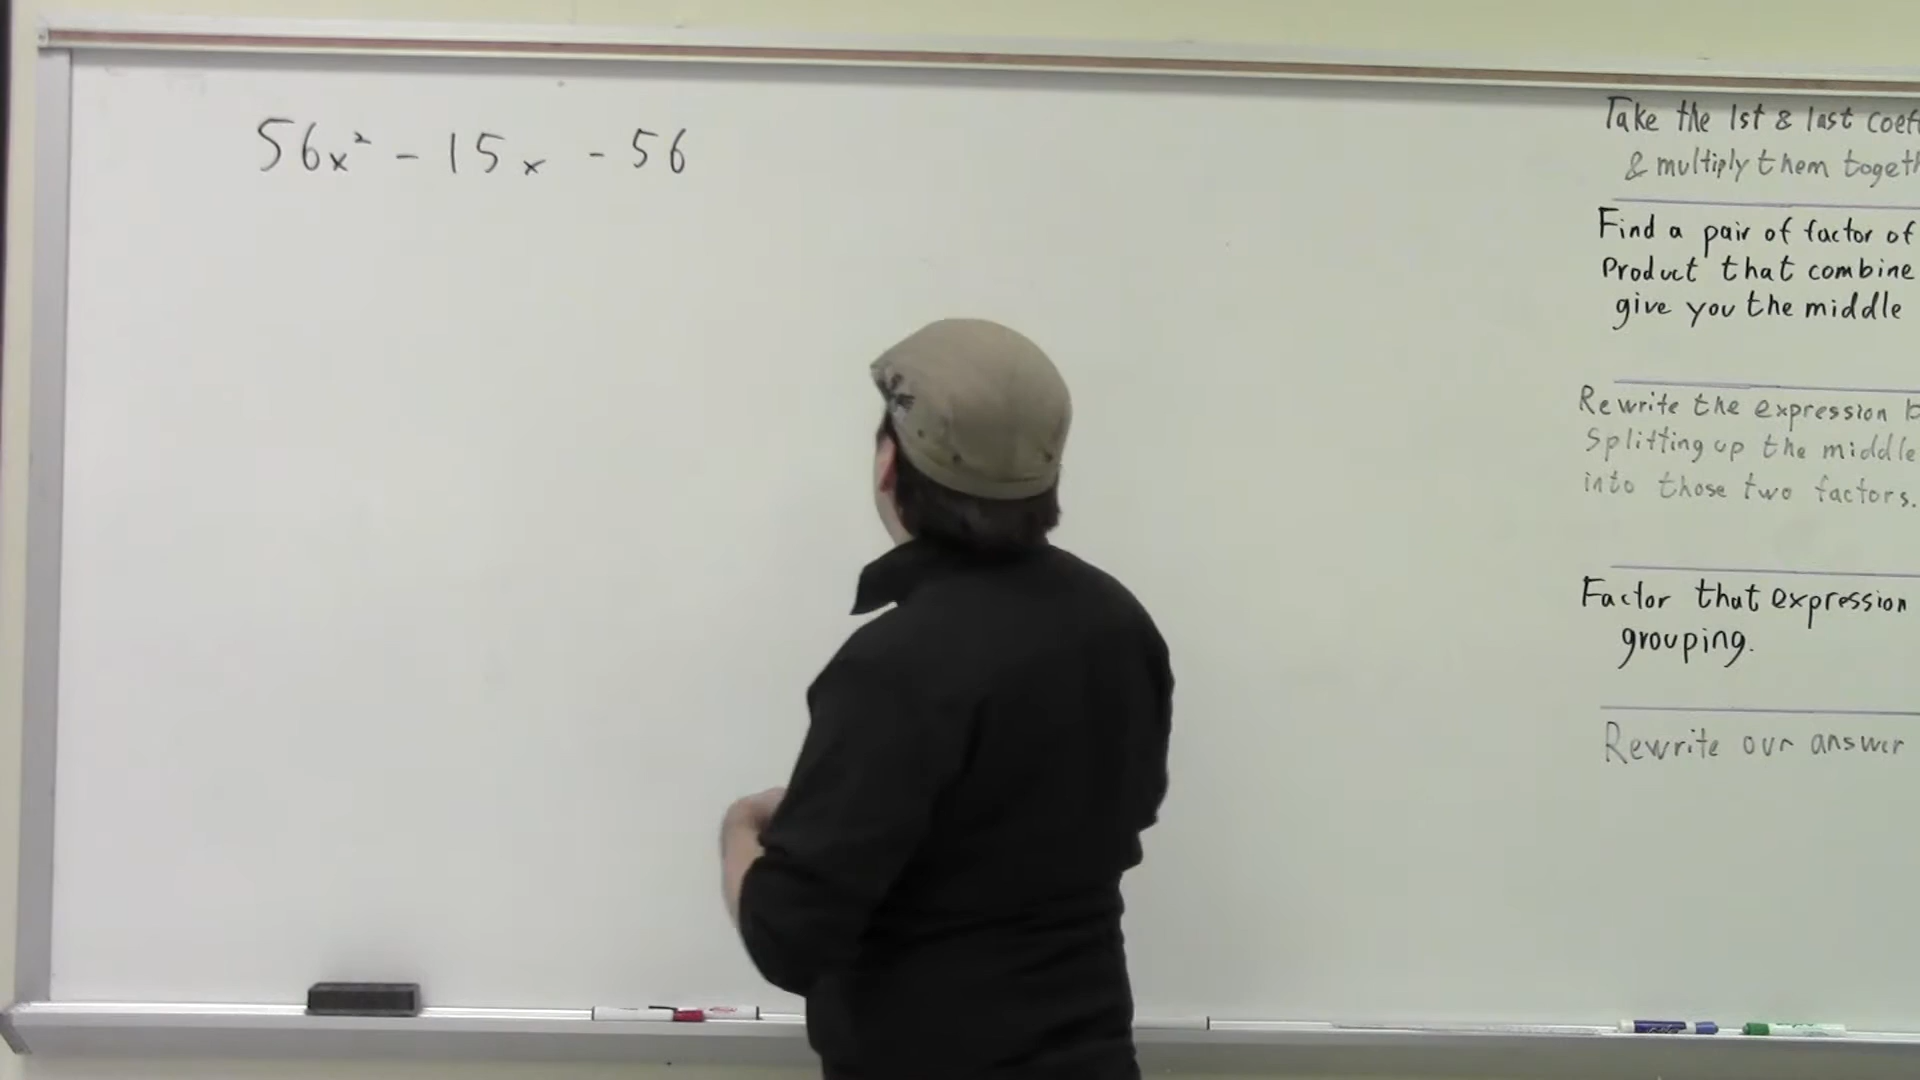 56x² - 15x - 56
Take the 1st & last coeff
& multiply them togeth
Find a pair of factor of
Product that combine
give you the middle
Rewrite the expression b
Splitting up the middle
into those two factors.
Factor that expression
grouping.
Rewrite our answer